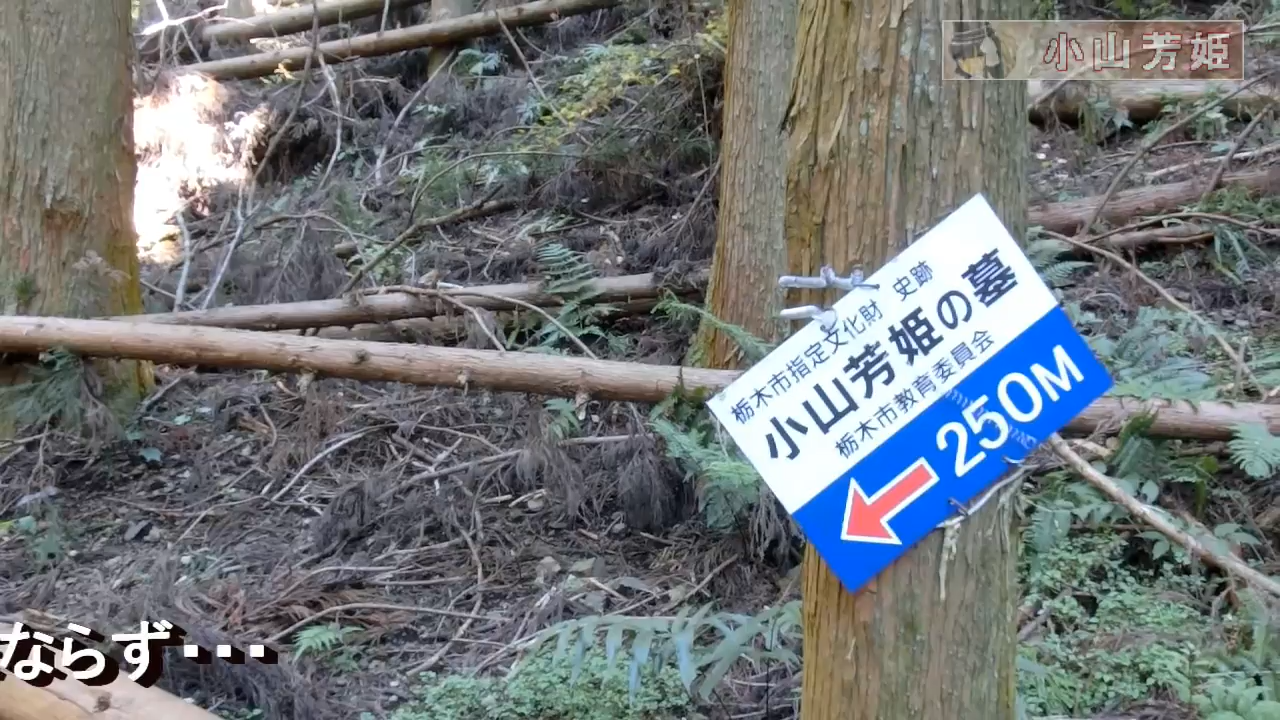 小山芳姫
栃木市指定文化財 史跡
小山芳姫の墓
栃木市教育委員会
250M
ならず・・・